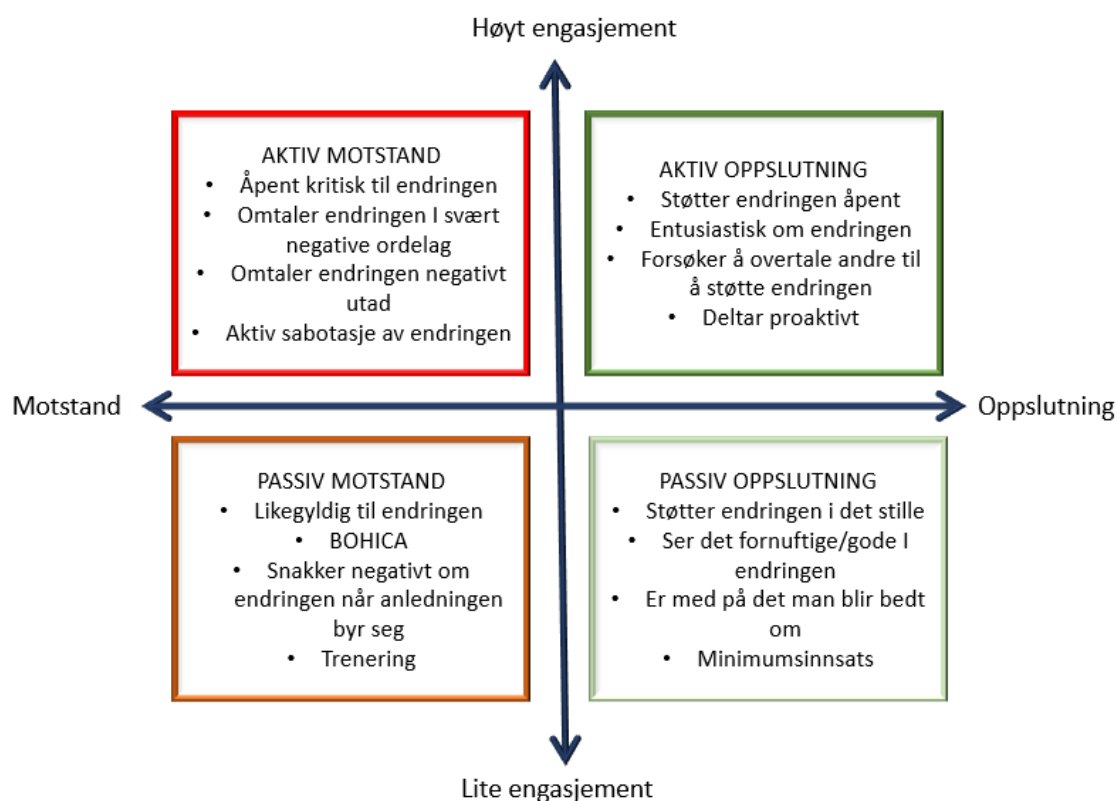 Høyt engasjement
AKTIV MOTSTAND
• Åpent kritisk til endringen
• Omtaler endringen I svært
negative ordelag
• Omtaler endringen negativt
utad
• Aktiv sabotasje av endringen
AKTIV OPPSLUTNING
• Støtter endringen åpent
• Entusiastisk om endringen
• Forsøker å overtale andre til
å støtte endringen
• Deltar proaktivt
Motstand
Oppslutning
PASSIV MOTSTAND
• Likegyldig til endringen
• BOHICA
• Snakker negativt om
endringen når anledningen
byr seg
• Trenering
PASSIV OPPSLUTNING
• Støtter endringen i det stille
• Ser det fornuftige/gode I
endringen
• Er med på det man blir bedt
om
• Minimumsinnsats
Lite engasjement